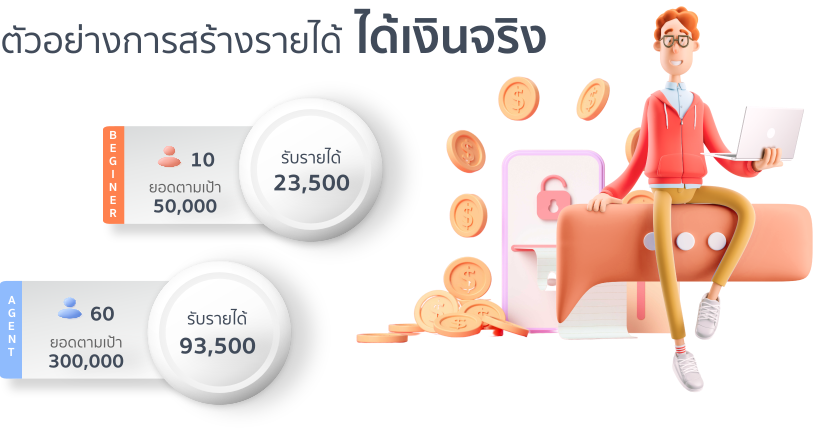 ตัวอย่างการสร้างรายได้ ได้เงินจริง
BEGINER
10
ยอดตามเป้า
50,000
รับรายได้
23,500
AGENT
60
ยอดตามเป้า
300,000
รับรายได้
93,500